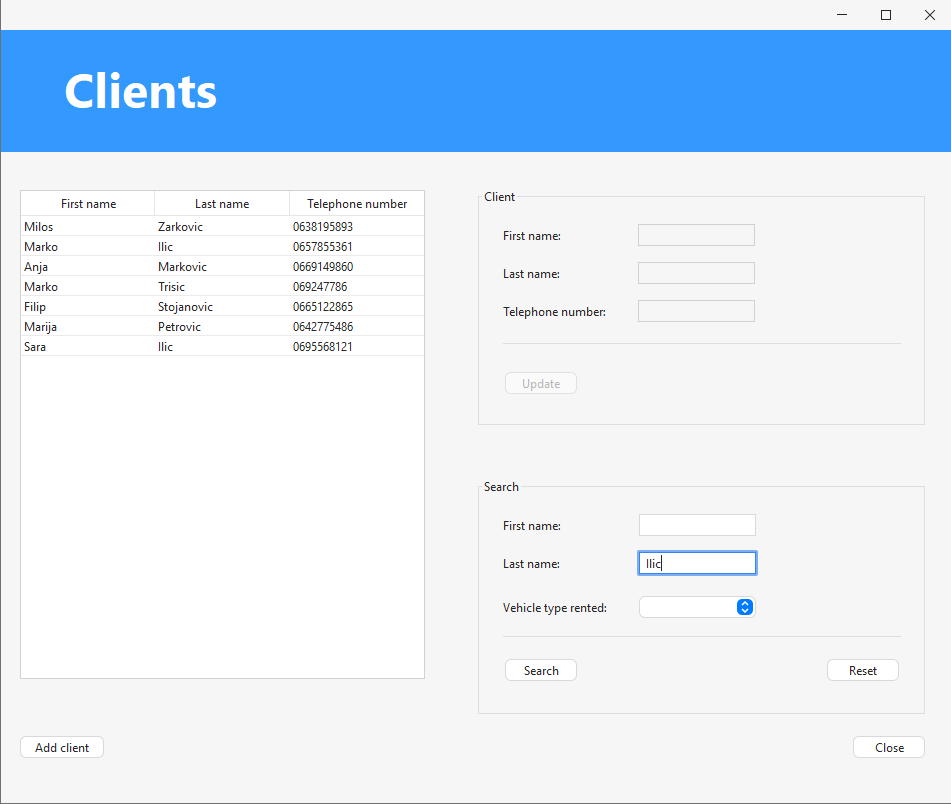 Clients
First name Last name Telephone number
Milos Zarkovic 0638195893
Marko Ilic 0657855361
Anja Markovic 0669149860
Marko Trisic 069247786
Filip Stojanovic 0665122865
Marija Petrovic 0642775486
Sara Ilic 0695568121
Add client
Client
First name:
Last name:
Telephone number:
Update
Search
First name:
Last name: Ilic
Vehicle type rented:
Search Reset
Close